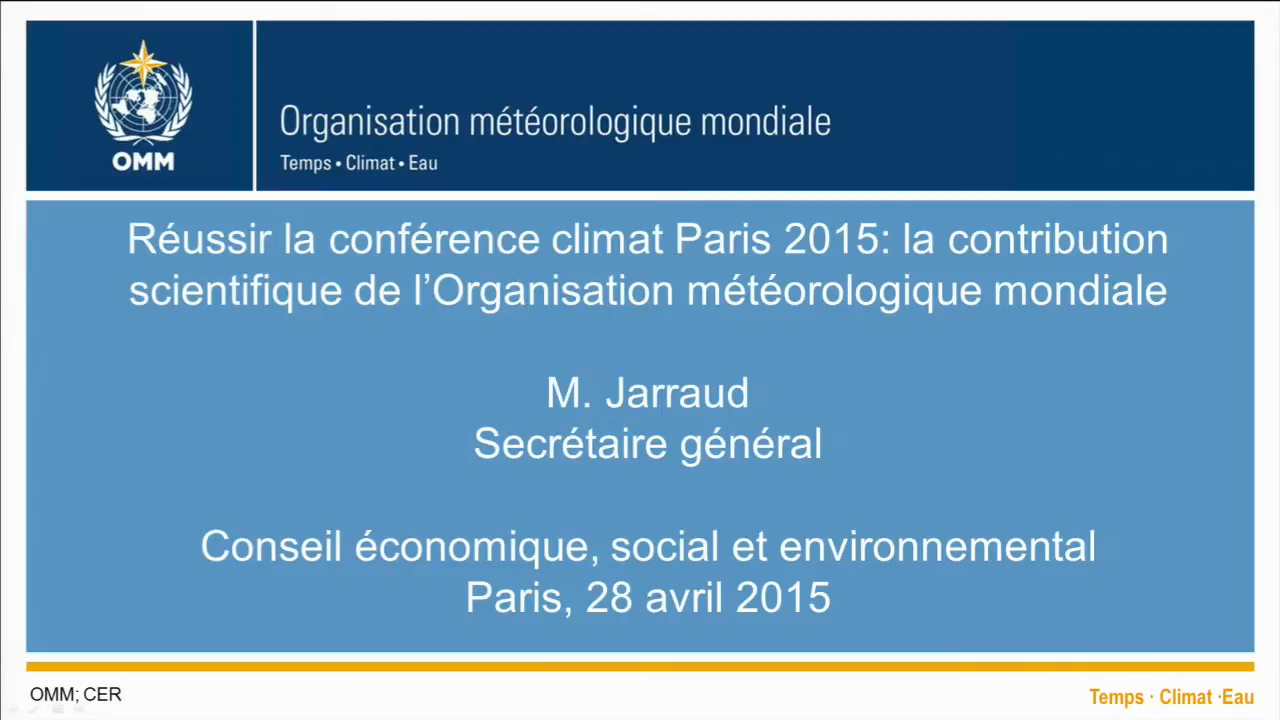 OMM
Organisation météorologique mondiale
Temps • Climat • Eau
Réussir la conférence climat Paris 2015: la contribution
scientifique de l’Organisation météorologique mondiale
M. Jarraud
Secrétaire général
Conseil économique, social et environnemental
Paris, 28 avril 2015
OMM; CER
Temps · Climat ·Eau